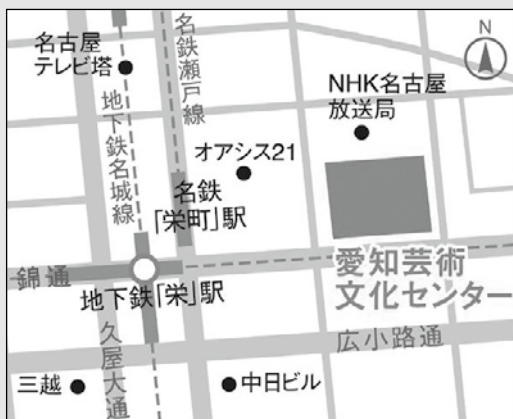 名古屋
テレビ塔
名鉄瀬戸線
N
NHK名古屋
放送局
地下鉄名城線
オアシス21
名鉄
「栄町」駅
愛知芸術
文化センター
錦通
地下鉄「栄」駅
久屋大通
広小路通
三越
中日ビル